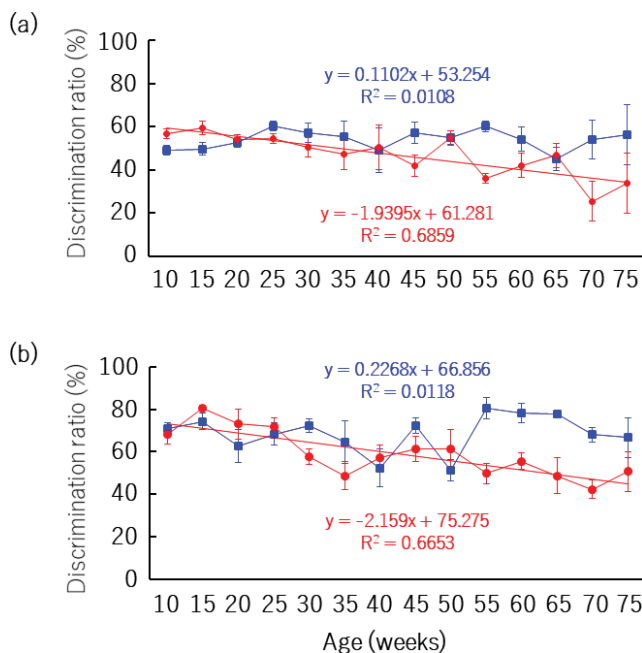 (a)
Discrimination ratio (%)
100
80
60
40
20
0
y = 0.1102x + 53.254
R² = 0.0108
y = -1.9395x + 61.281
R² = 0.6859
10 15 20 25 30 35 40 45 50 55 60 65 70 75
(b)
Discrimination ratio (%)
100
80
60
40
20
0
y = 0.2268x + 66.856
R² = 0.0118
y = -2.159x + 75.275
R² = 0.6653
10 15 20 25 30 35 40 45 50 55 60 65 70 75
Age (weeks)